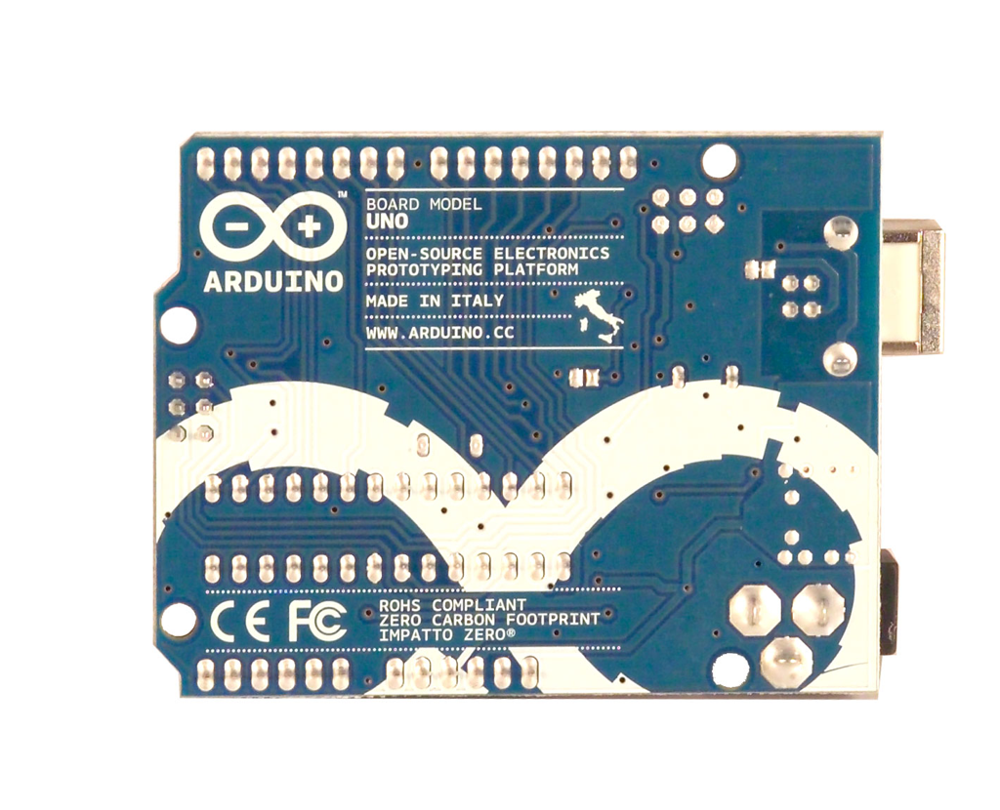 BOARD MODEL
UNO
OPEN-SOURCE ELECTRONICS
PROTOTYPING PLATFORM
MADE IN ITALY
WWW.ARDUINO.CC
™
ARDUINO
CE FC
ROHS COMPLIANT
ZERO CARBON FOOTPRINT
IMPATTO ZERO®